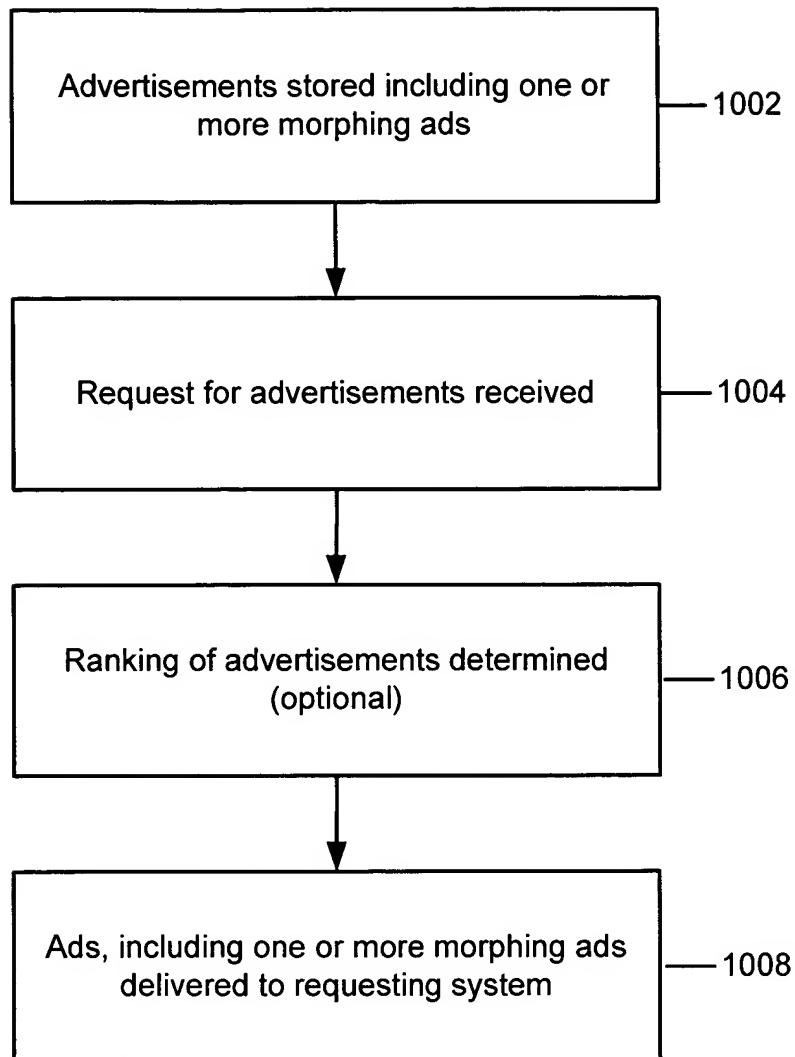 Advertisements stored including one or
more morphing ads
1002
Request for advertisements received
1004
Ranking of advertisements determined
(optional)
1006
Ads, including one or more morphing ads
delivered to requesting system
1008